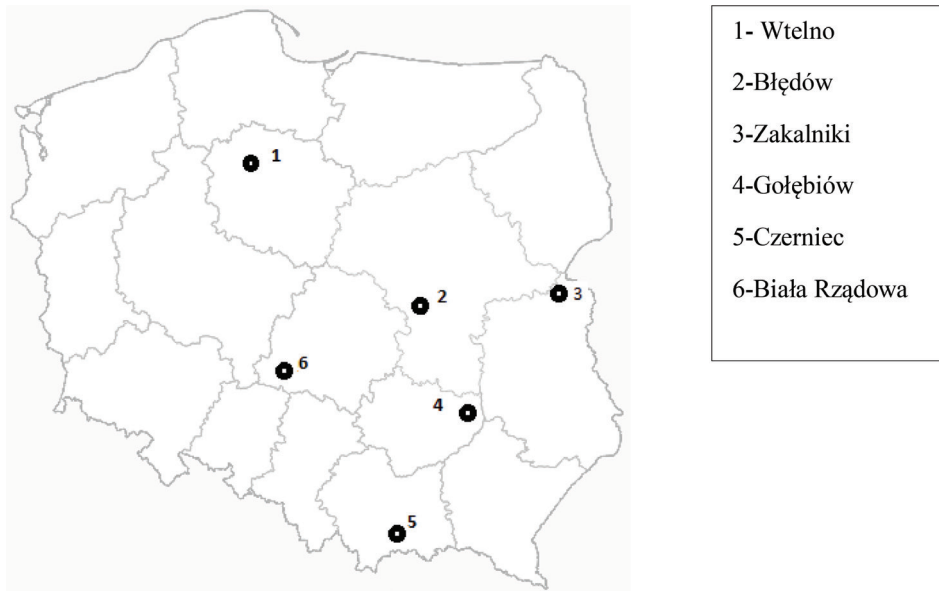 1
2
3
6
4
5
1- Wtelno
2-Błędów
3-Zakalniki
4-Gołębiów
5-Czerniec
6-Biała Rządowa